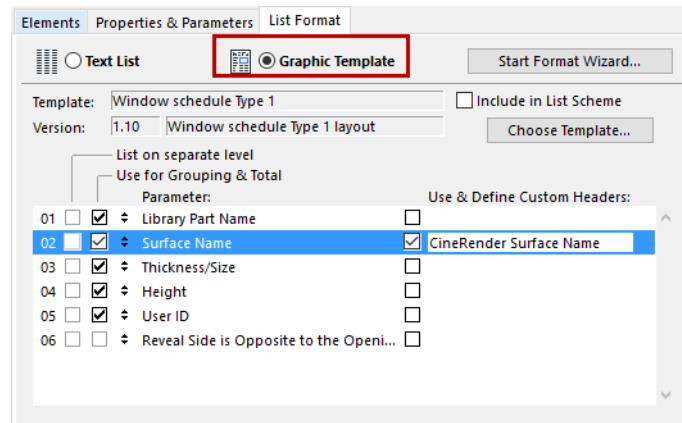 Elements Properties & Parameters List Format
Text List Graphic Template Start Format Wizard...
Template: Window schedule Type 1 Include in List Scheme
Version: 1.10 Window schedule Type 1 layout Choose Template...
List on separate level
Use for Grouping & Total
Parameter: Use & Define Custom Headers:
01 Library Part Name
02 Surface Name CineRender Surface Name
03 Thickness/Size
04 Height
05 User ID
06 Reveal Side is Opposite to the Openi...